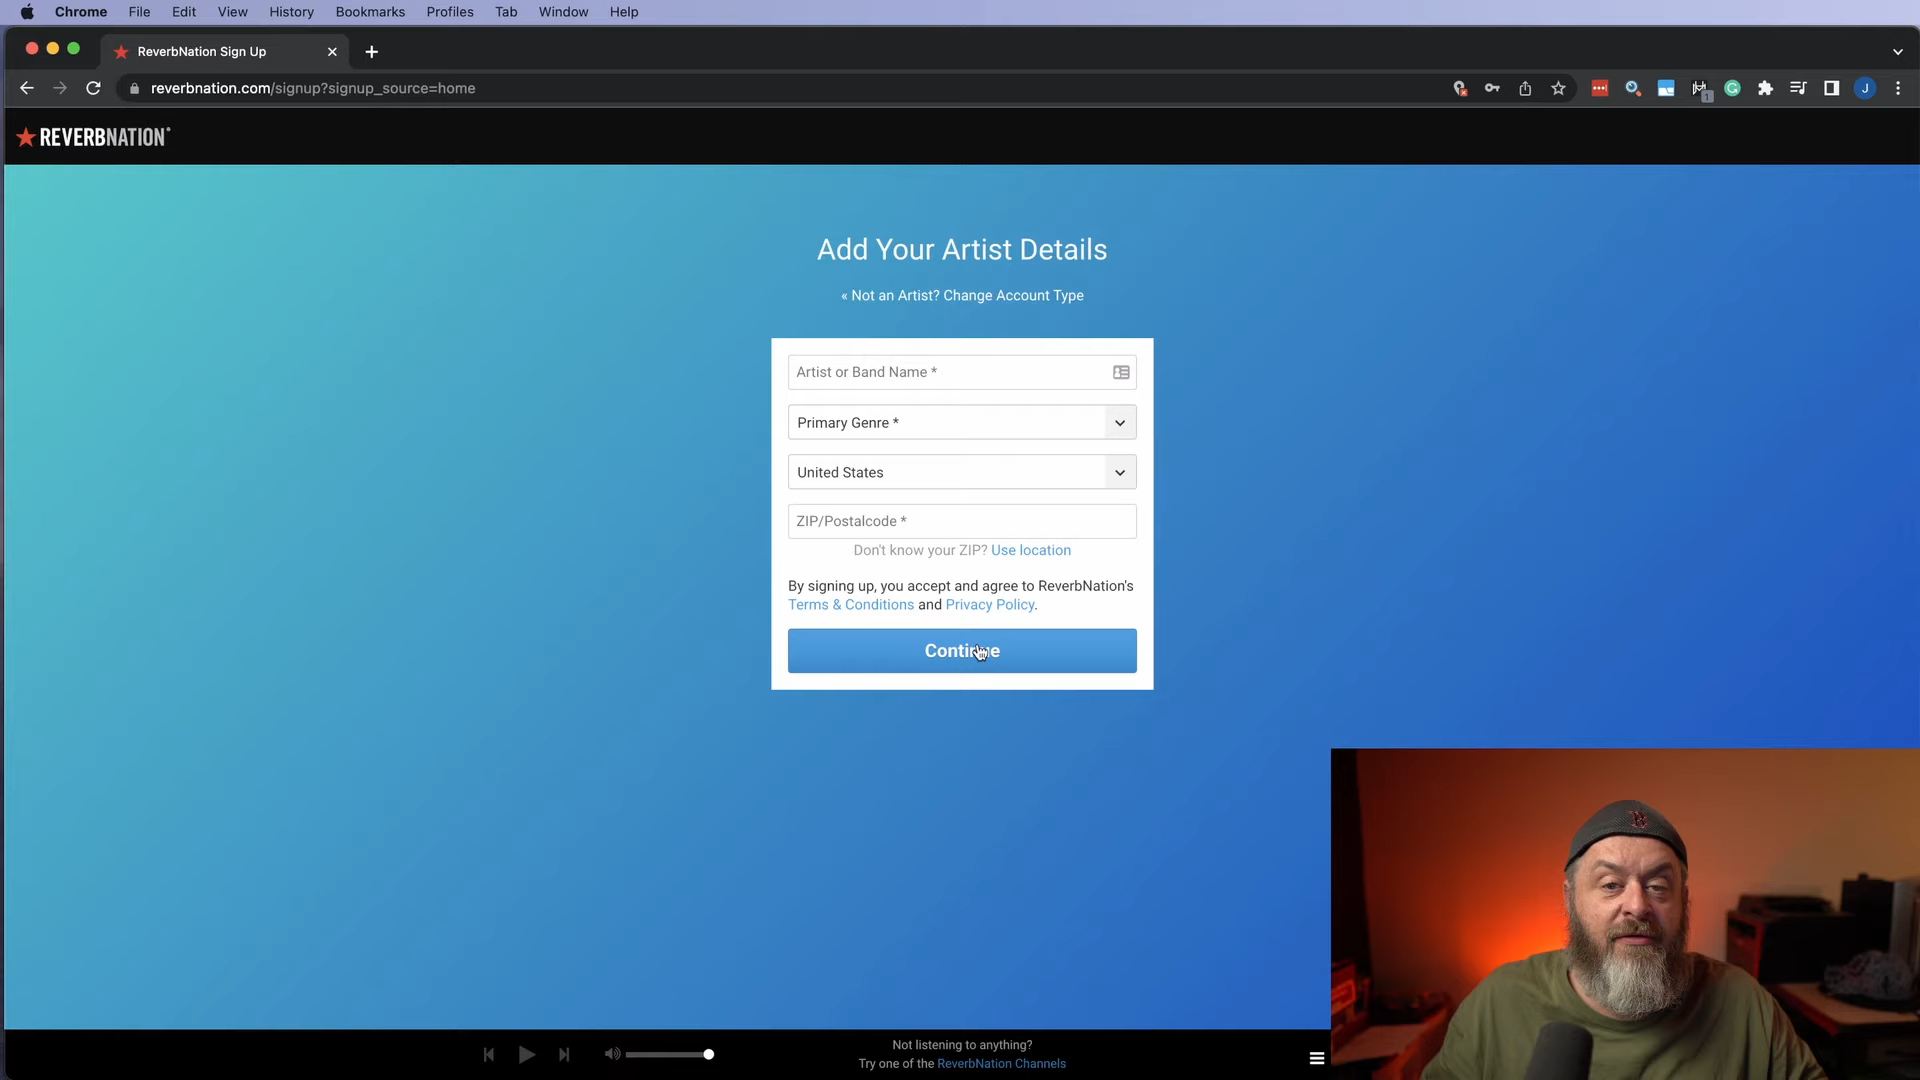 Chrome File Edit View History Bookmarks Profiles Tab Window Help
ReverbNation Sign Up
reverbnation.com/signup?signup_source=home
1
J
REVERBNATION
Add Your Artist Details
« Not an Artist? Change Account Type
Artist or Band Name *
Primary Genre *
United States
ZIP/Postalcode *
Don't know your ZIP? Use location
By signing up, you accept and agree to ReverbNation's
Terms & Conditions and Privacy Policy.
Continue
Not listening to anything?
Try one of the ReverbNation Channels
B